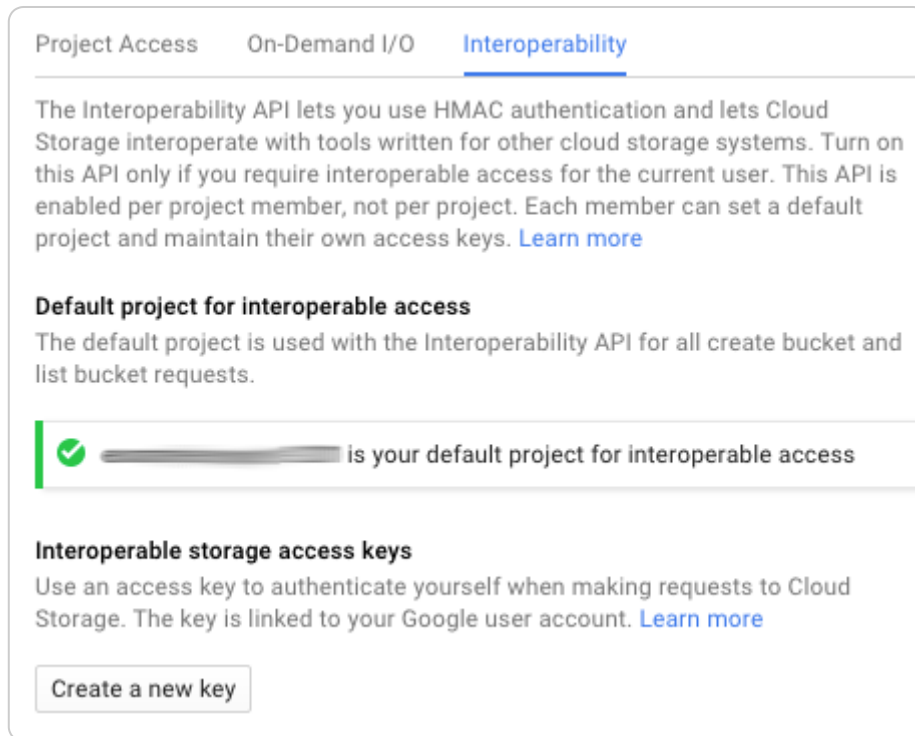 Project Access On-Demand I/O Interoperability
The Interoperability API lets you use HMAC authentication and lets Cloud
Storage interoperate with tools written for other cloud storage systems. Turn on
this API only if you require interoperable access for the current user. This API is
enabled per project member, not per project. Each member can set a default
project and maintain their own access keys. Learn more
Default project for interoperable access
The default project is used with the Interoperability API for all create bucket and
list bucket requests.
is your default project for interoperable access
Interoperable storage access keys
Use an access key to authenticate yourself when making requests to Cloud
Storage. The key is linked to your Google user account. Learn more
Create a new key